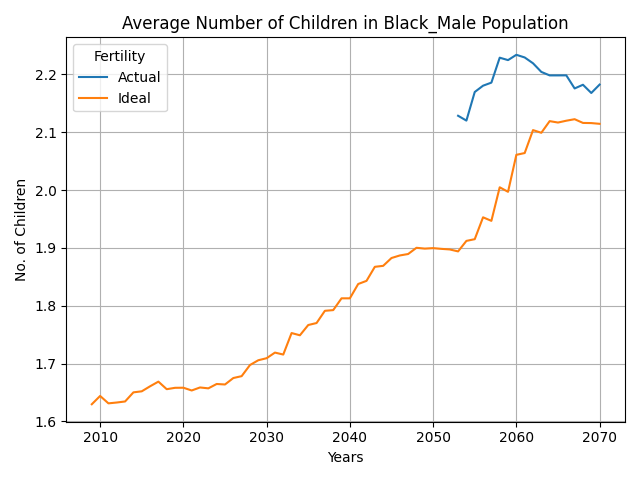 Average Number of Children in Black_Male Population
Fertility
Actual
Ideal
No. of Children
2.2
2.1
2.0
1.9
1.8
1.7
1.6
2010 2020 2030 2040 2050 2060 2070
Years